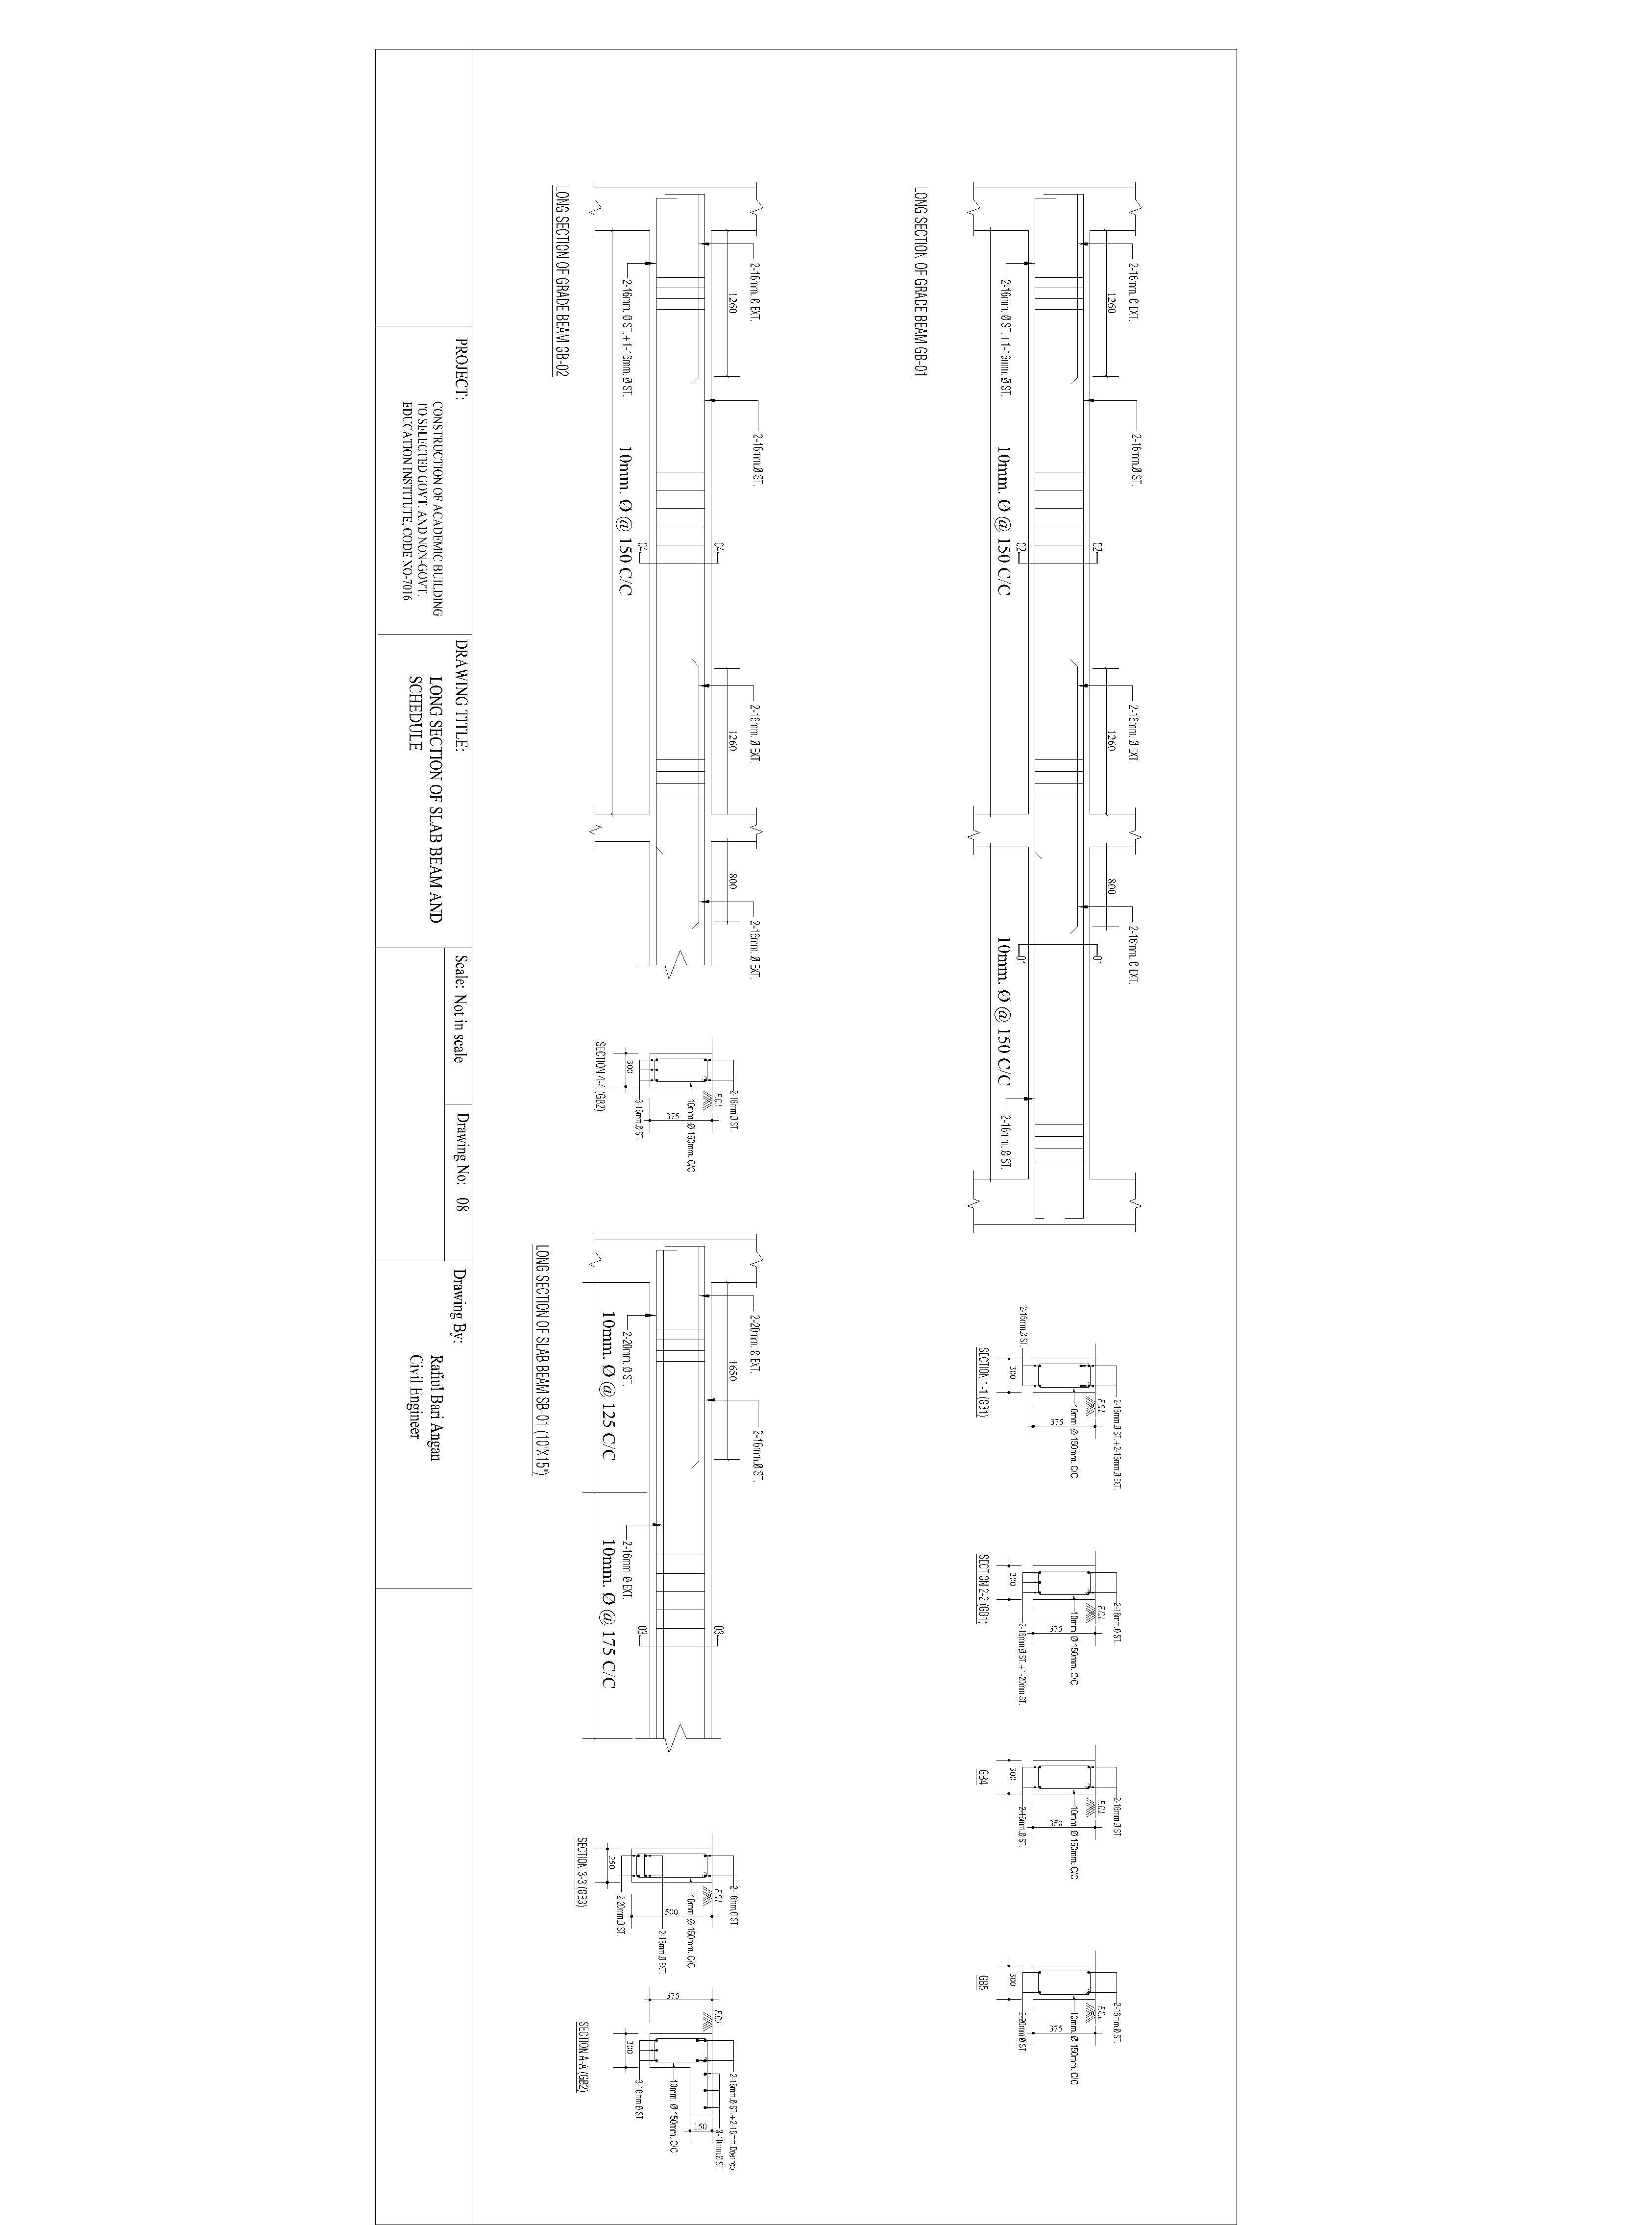 2-16mm. Ø EXT.
2-16mm.Ø ST.
2-16mm. Ø EXT.
2-16mm. Ø EXT.
1260
1260
800
02
01
02
01
2-16mm. Ø ST.+1-16mm. Ø ST.
10mm. Ø @ 150 C/C
10mm. Ø @ 150 C/C
2-16mm. Ø ST.
LONG SECTION OF GRADE BEAM GB-01
2-16mm.Ø ST.+2-16mm.Ø EXT.
F.G.L
10mm Ø 150mm. C/C
375
2-16mm.Ø ST.
300
SECTION 1-1 (GB1)
2-16mm.Ø ST.
F.G.L
10mm. Ø 150mm. C/C
375
2-16mm.Ø ST.+1-20mm ST.
300
SECTION 2-2 (GB1)
2-16mm.Ø ST.
F.G.L
10mm Ø 150mm. C/C
350
2-16mm.Ø ST.
300
GB4
2-16mm.Ø ST.
F.G.L
10mm. Ø 150mm. C/C
375
2-20mm.Ø ST.
300
GB5
2-16mm. Ø EXT.
2-16mm.Ø ST.
2-16mm. Ø EXT.
2-16mm. Ø EXT.
1260
1260
800
04
04
2-16mm. Ø ST.+1-16mm. Ø ST.
10mm. Ø @ 150 C/C
LONG SECTION OF GRADE BEAM GB-02
2-16mm.Ø ST.
F.G.L
10mm Ø 150mm. C/C
375
3-16mm.Ø ST.
300
SECTION 4-4 (GB2)
2-20mm. Ø EXT.
2-16mm.Ø ST.
1650
03
03
2-20mm. Ø ST.
2-16mm. Ø EXT.
10mm. Ø @ 125 C/C
10mm. Ø @ 175 C/C
LONG SECTION OF SLAB BEAM SB-01 (10"X15")
2-16mm.Ø ST.
F.G.L
10mm Ø 150mm. C/C
500
2-16mm.Ø EXT.
2-20mm.Ø ST.
250
SECTION 3-3 (GB3)
2-16mm.Ø ST.+2-16mm.Doer top
3-10mm.Ø ST.
F.G.L
150
375
10mm. Ø 150mm. C/C
3-16mm.Ø ST.
300
SECTION A-A (GB2)
PROJECT:
CONSTRUCTION OF ACADEMIC BUILDING
TO SELECTED GOVT. AND NON-GOVT.
EDUCATION INSTITUTE, CODE NO-7016
DRAWING TITLE:
LONG SECTION OF SLAB BEAM AND
SCHEDULE
Scale: Not in scale
Drawing No: 08
Drawing By:
Rafiul Bari Angan
Civil Engineer